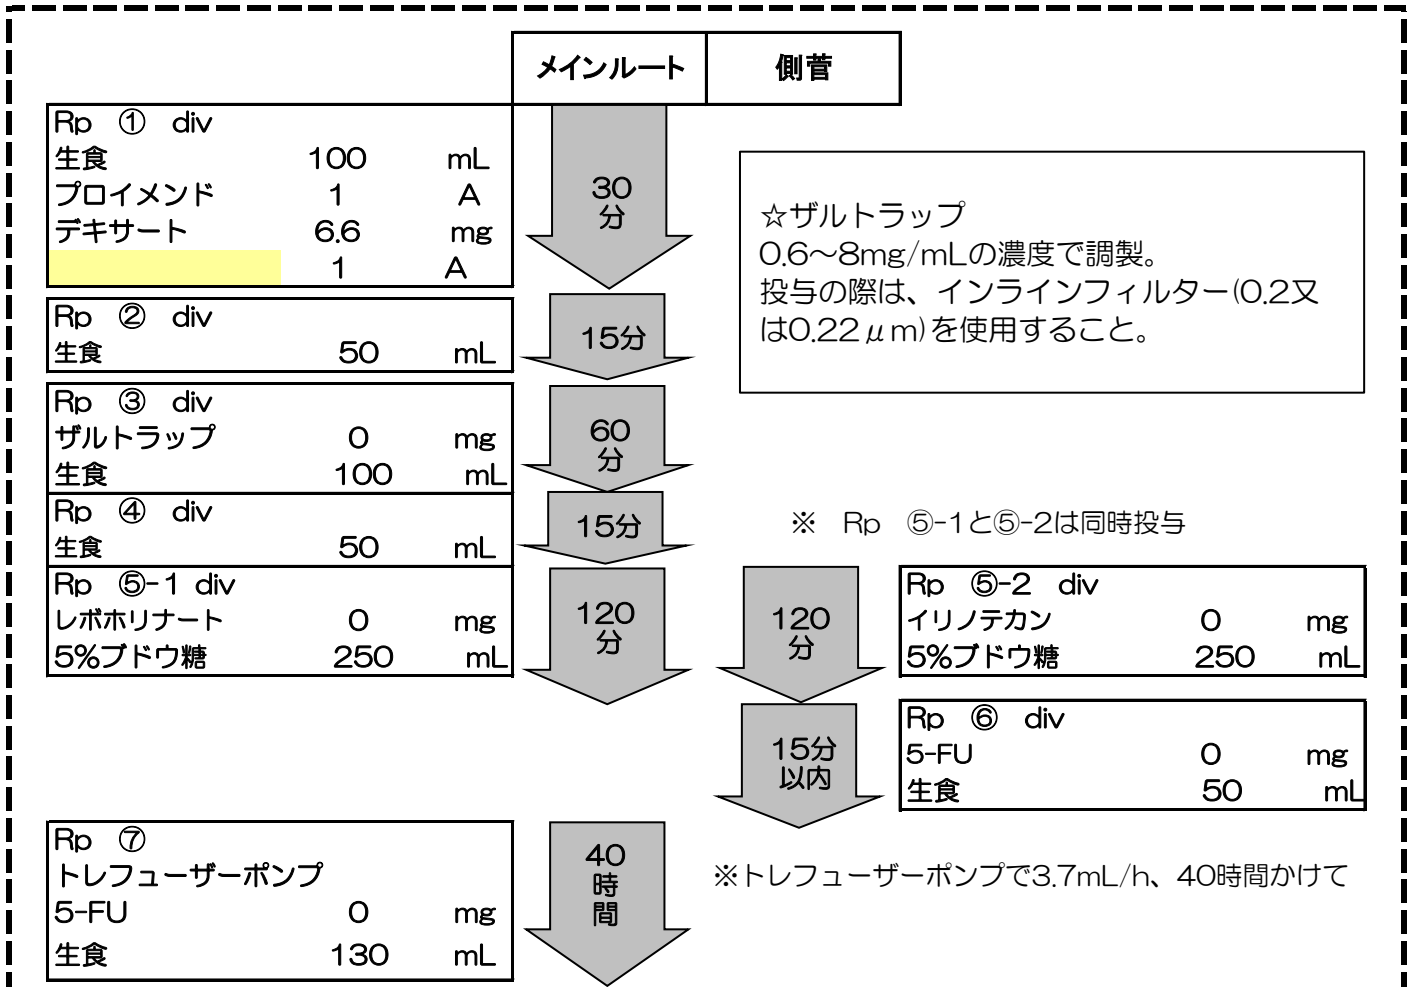 メインルート 側菅
Rp ① div
生食 100 mL
プロイメンド 1 A
デキサート 6.6 mg
1 A
30
分
☆ザルトラップ
0.6～8mg/mLの濃度で調製。
投与の際は、インラインフィルター(0.2又
は0.22μm)を使用すること。
Rp ② div
生食 50 mL
15分
Rp ③ div
ザルトラップ 0 mg
生食 100 mL
60
分
Rp ④ div
生食 50 mL
15分
※ Rp ⑤-1と⑤-2は同時投与
Rp ⑤-1 div
レボホリナート 0 mg
5%ブドウ糖 250 mL
120
分
120
分
Rp ⑤-2 div
イリノテカン 0 mg
5%ブドウ糖 250 mL
15分
以内
Rp ⑥ div
5-FU 0 mg
生食 50 mL
Rp ⑦
トレフューザーポンプ
5-FU 0 mg
生食 130 mL
40
時
間
※トレフューザーポンプで3.7mL/h、40時間かけて